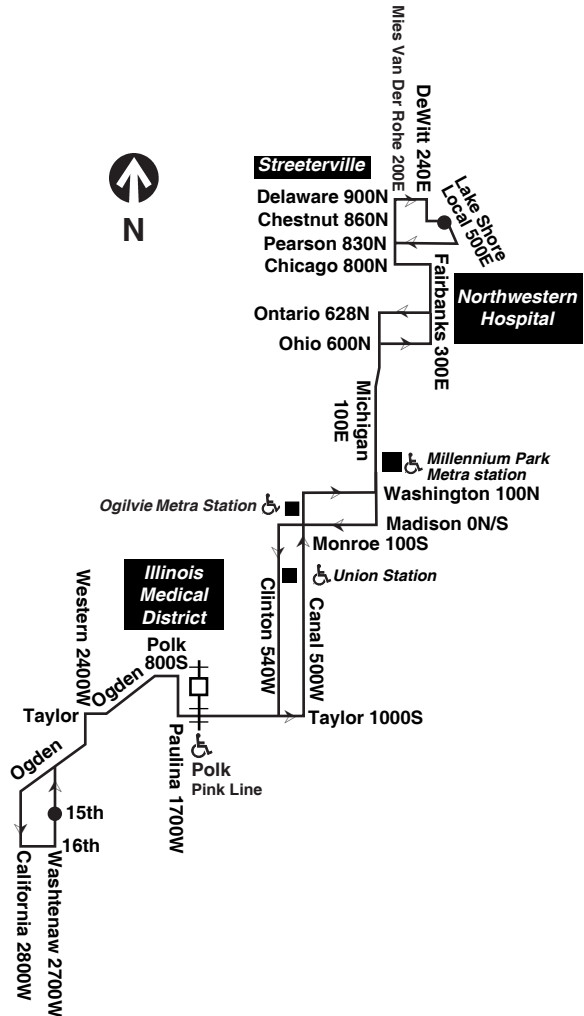 Mies Van Der Rohe 200E
DeWitt 240E
Streeterville
Delaware 900N
Chestnut 860N
Pearson 830N
Chicago 800N
Lake Shore
Local 500E
N
Fairbanks 300E
Northwestern
Hospital
Ontario 628N
Ohio 600N
Michigan
100E
Millennium Park
Metra station
Washington 100N
Ogilvie Metra Station
Madison 0N/S
Monroe 100S
Union Station
Illinois
Medical
District
Clinton 540W
Canal 500W
Western 2400W
Polk
800S
Ogden
Taylor
Taylor 1000S
Paulina 1700W
Polk
Pink Line
Ogden
15th
16th
California 2800W
Washtenaw 2700W